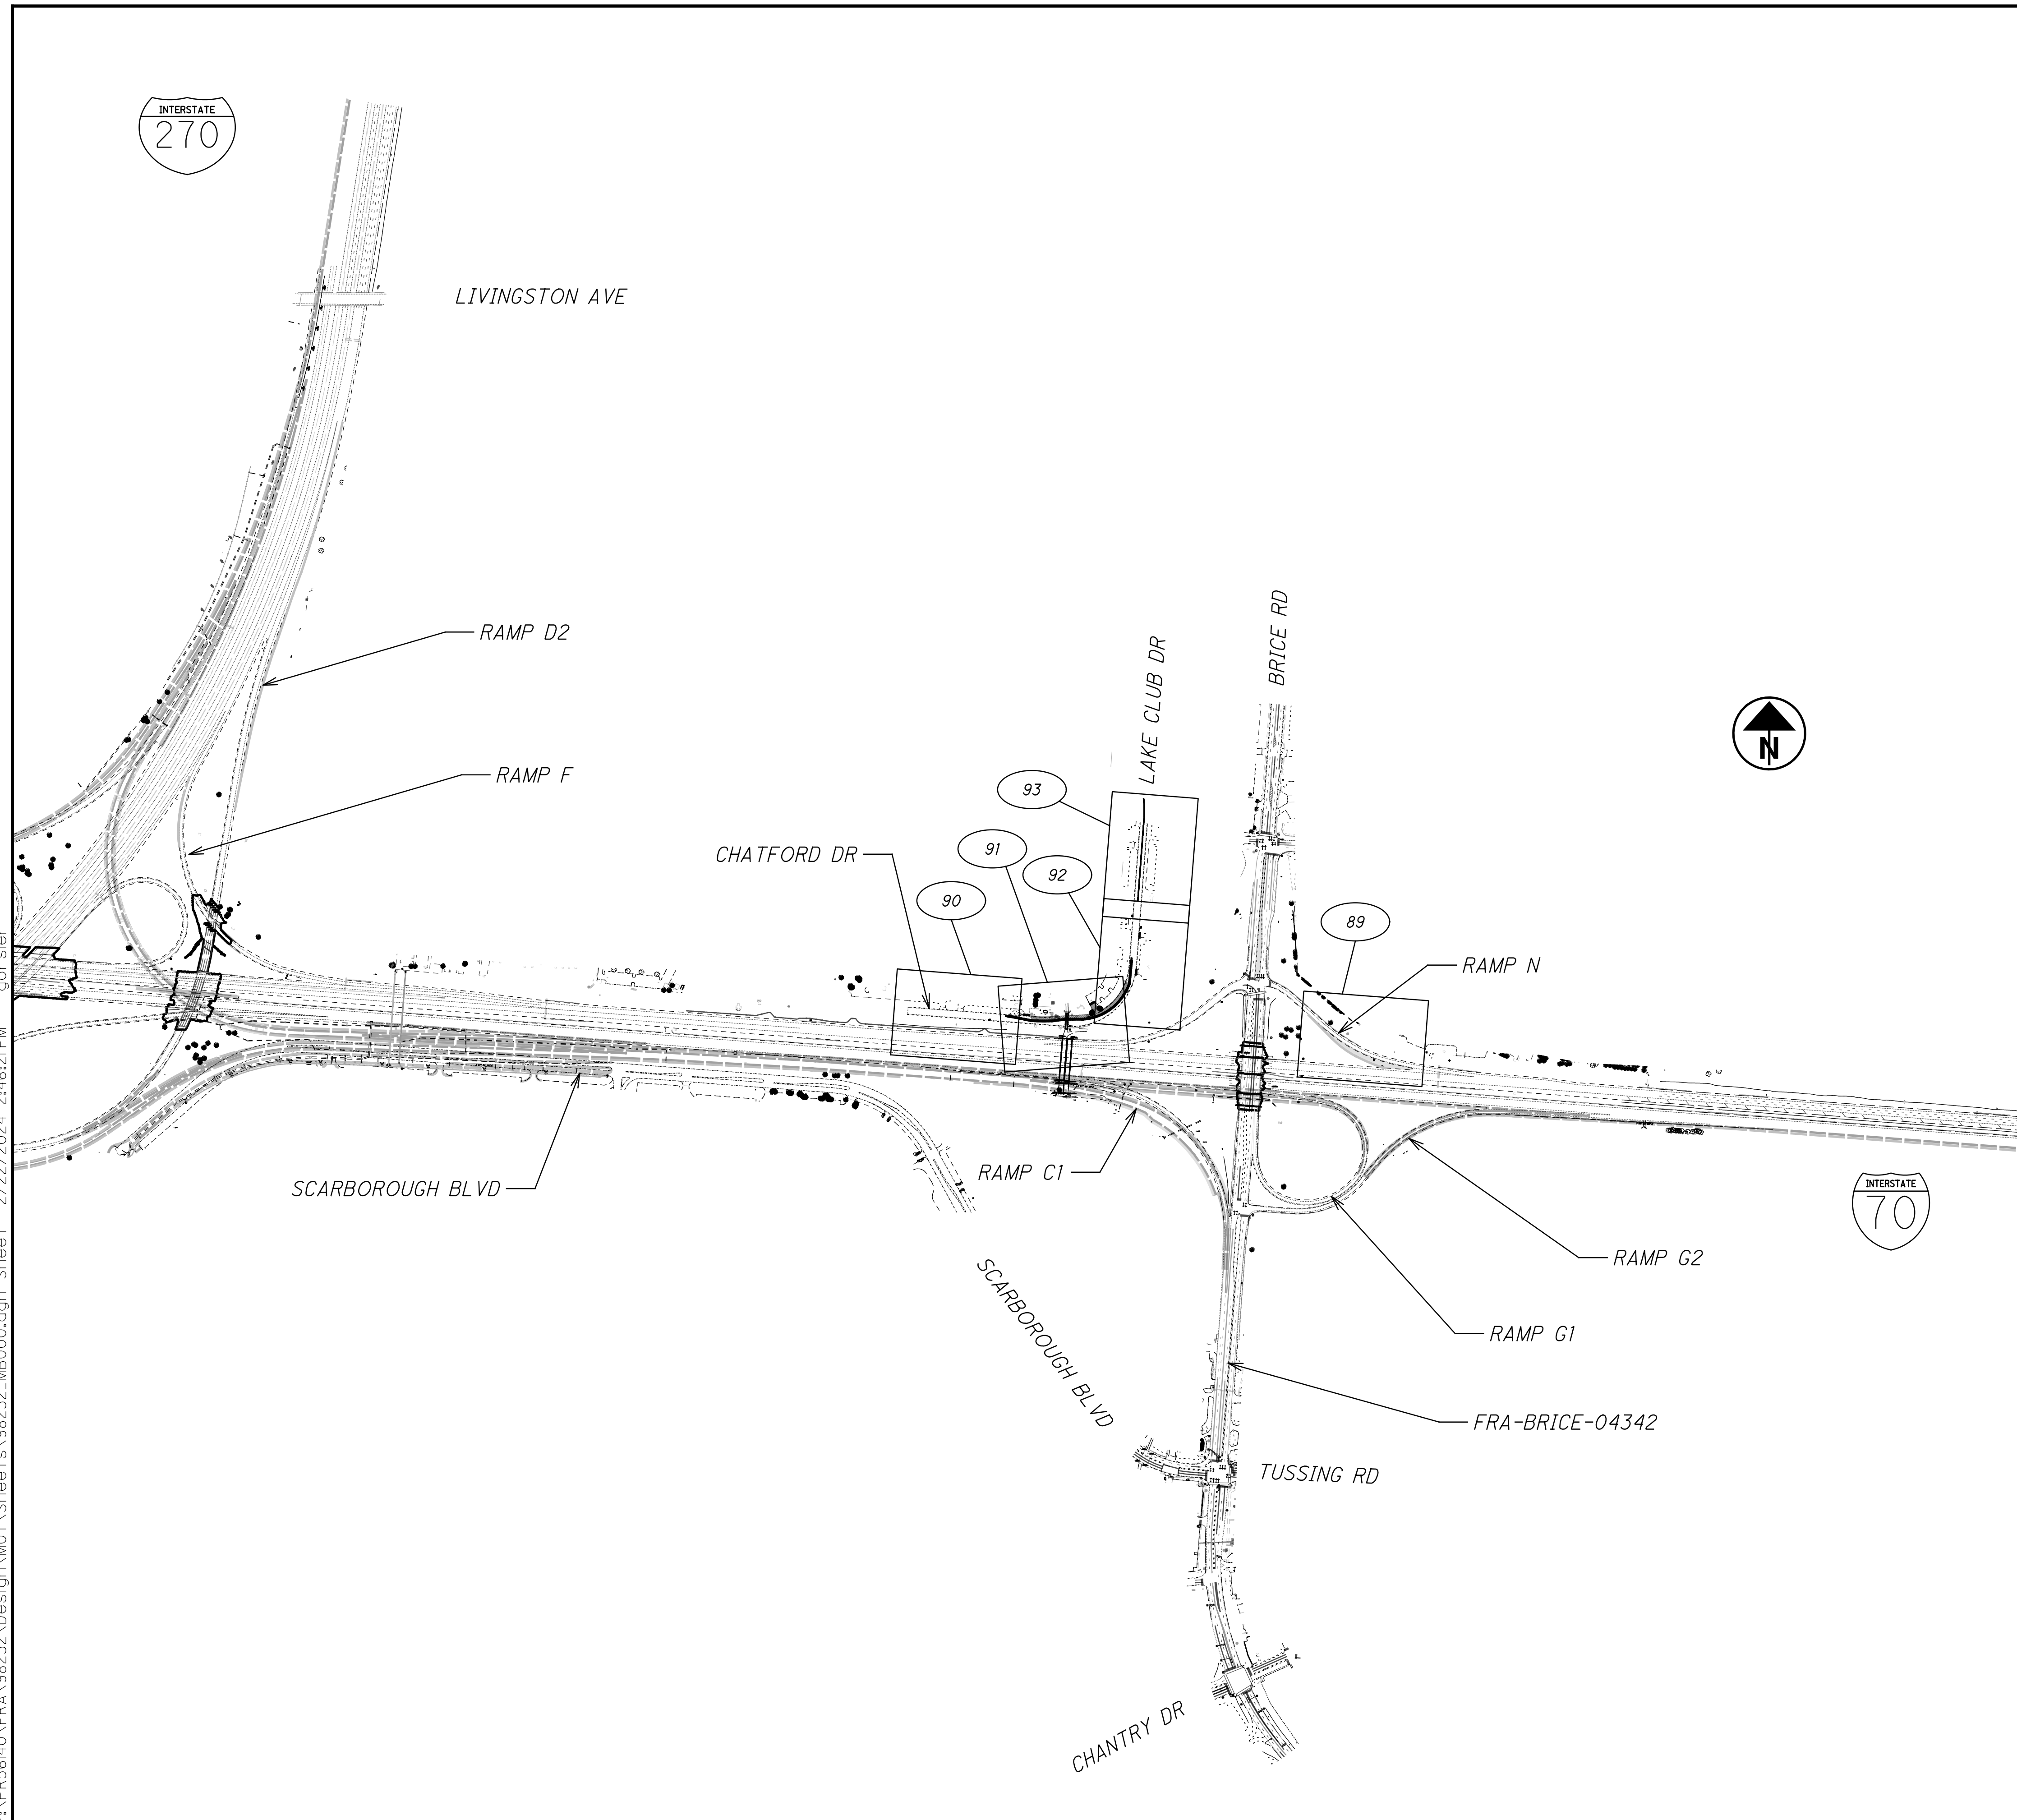 INTERSTATE
270
LIVINGSTON AVE
RAMP D2
RAMP F
BRICE RD
LAKE CLUB DR
N
93
91
92
CHATFORD DR
90
89
RAMP N
SCARBOROUGH BLVD
RAMP C1
INTERSTATE
70
RAMP G2
SCARBOROUGH BLVD
RAMP G1
FRA-BRICE-04342
TUSSING RD
CHANTRY DR